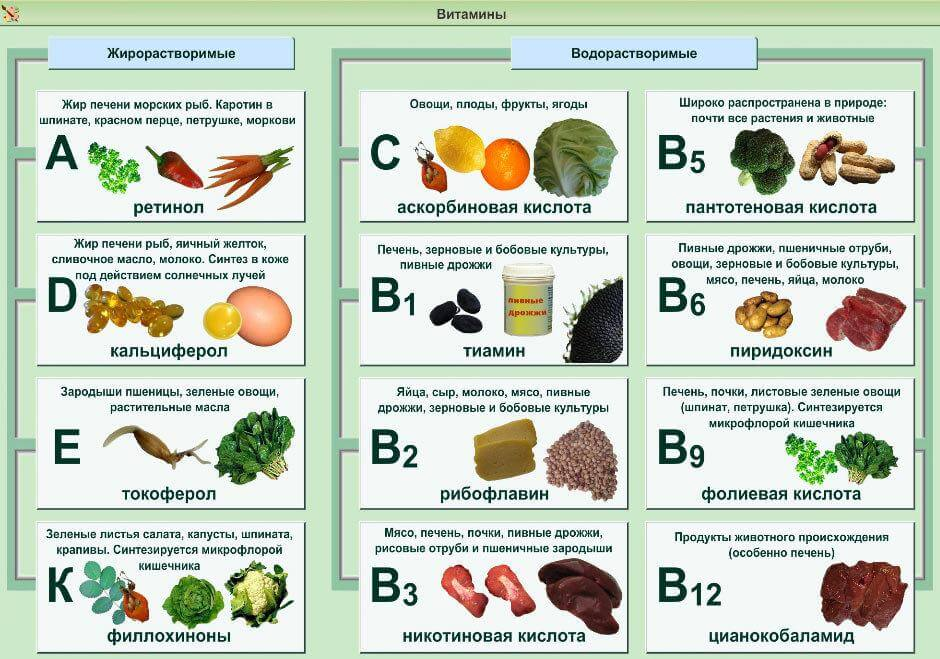 Витамины
Жирорастворимые
Водорастворимые
Жир печени морских рыб. Каротин в
шпинате, красном перце, петрушке, моркови
A
ретинол
Жир печени рыб, яичный желток,
сливочное масло, молоко. Синтез в коже
под действием солнечных лучей
D
кальциферол
Зародыши пшеницы, зеленые овощи,
растительные масла
E
токоферол
Зеленые листья салата, капусты, шпината,
крапивы. Синтезируется микрофлорой
кишечника
К
филлохиноны
Овощи, плоды, фрукты, ягоды
C
аскорбиновая кислота
Печень, зерновые и бобовые культуры,
пивные дрожжи
B1
пивные
дрожжи
тиамин
Яйца, сыр, молоко, мясо, пивные
дрожжи, зерновые и бобовые культуры
B2
рибофлавин
Мясо, печень, почки, пивные дрожжи,
рисовые отруби и пшеничные зародыши
B3
никотиновая кислота
Широко распространена в природе:
почти все растения и животные
B5
пантотеновая кислота
Пивные дрожжи, пшеничные отруби,
овощи, зерновые и бобовые культуры,
мясо, печень, яйца, молоко
B6
пиридоксин
Печень, почки, листовые зеленые овощи
(шпинат, петрушка). Синтезируется
микрофлорой кишечника
B9
фолиевая кислота
Продукты животного происхождения
(особенно печень)
B12
цианокобаламид